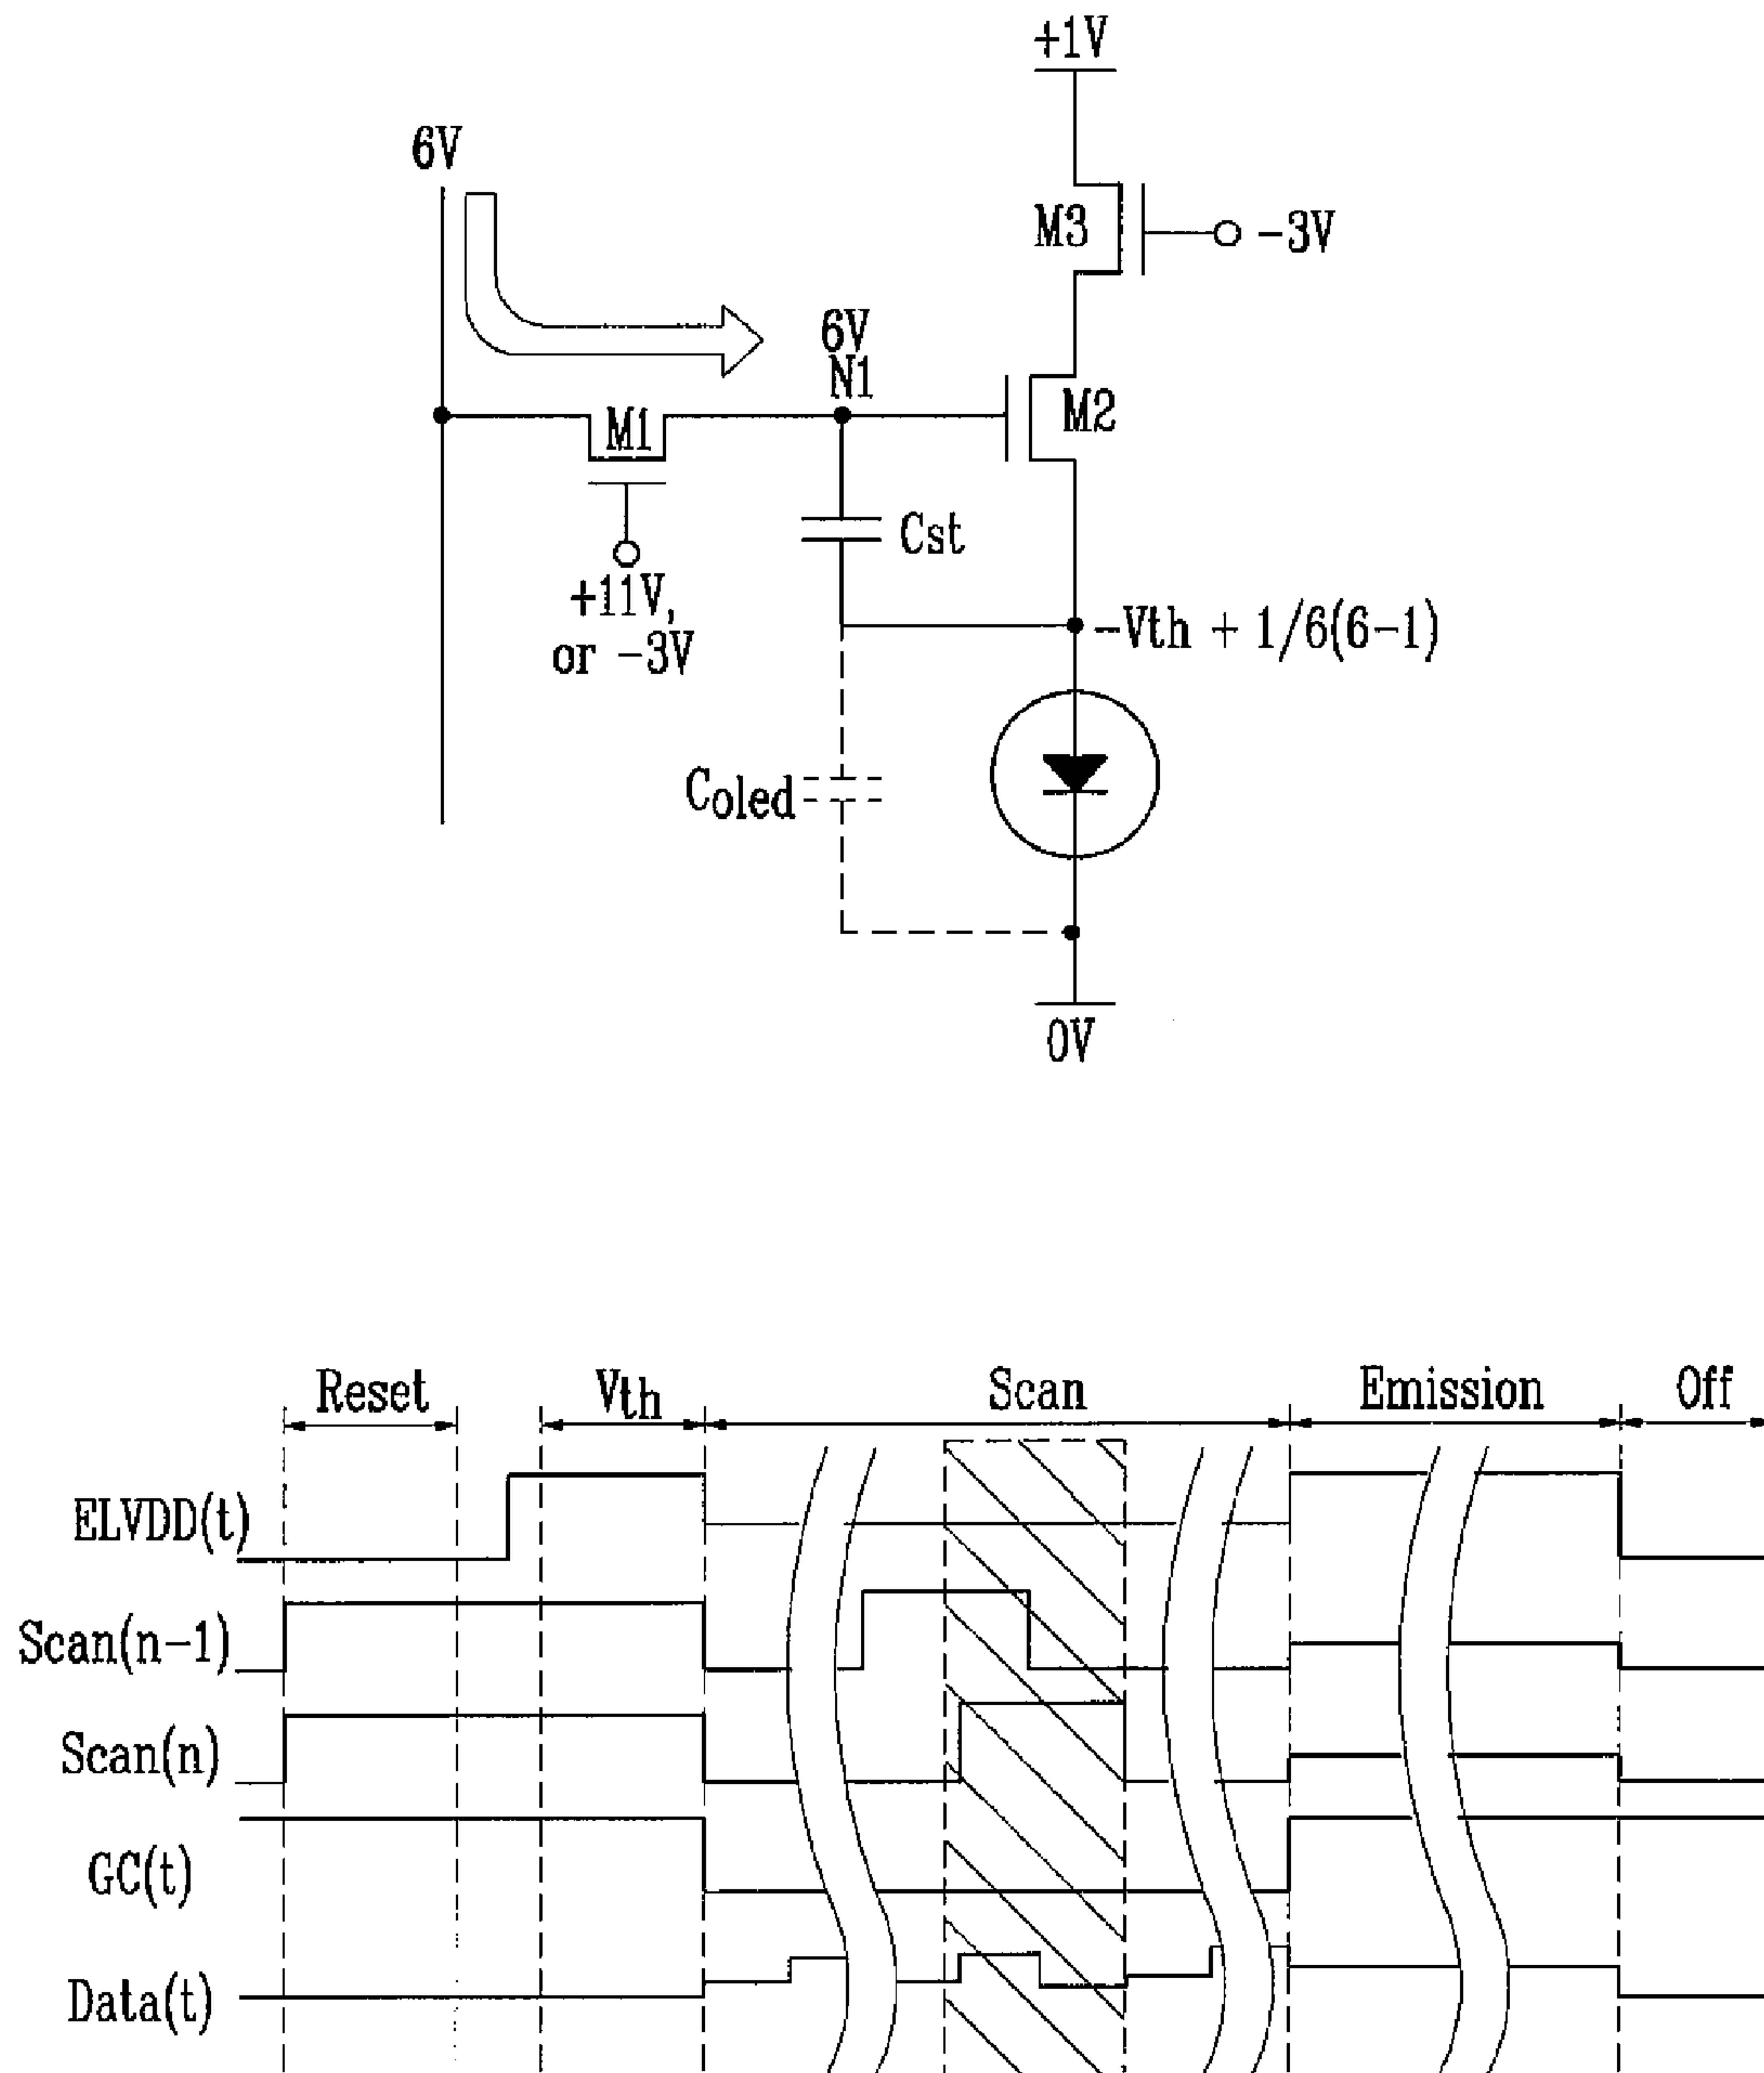 +1V
6V
M3
-3V
6V
N1
M1
M2
Cst
+11V,
or -3V
-Vth + 1/6(6-1)
Coled
0V
Reset
Vth
Scan
Emission
Off
ELVDD(t)
Scan(n-1)
Scan(n)
GC(t)
Data(t)